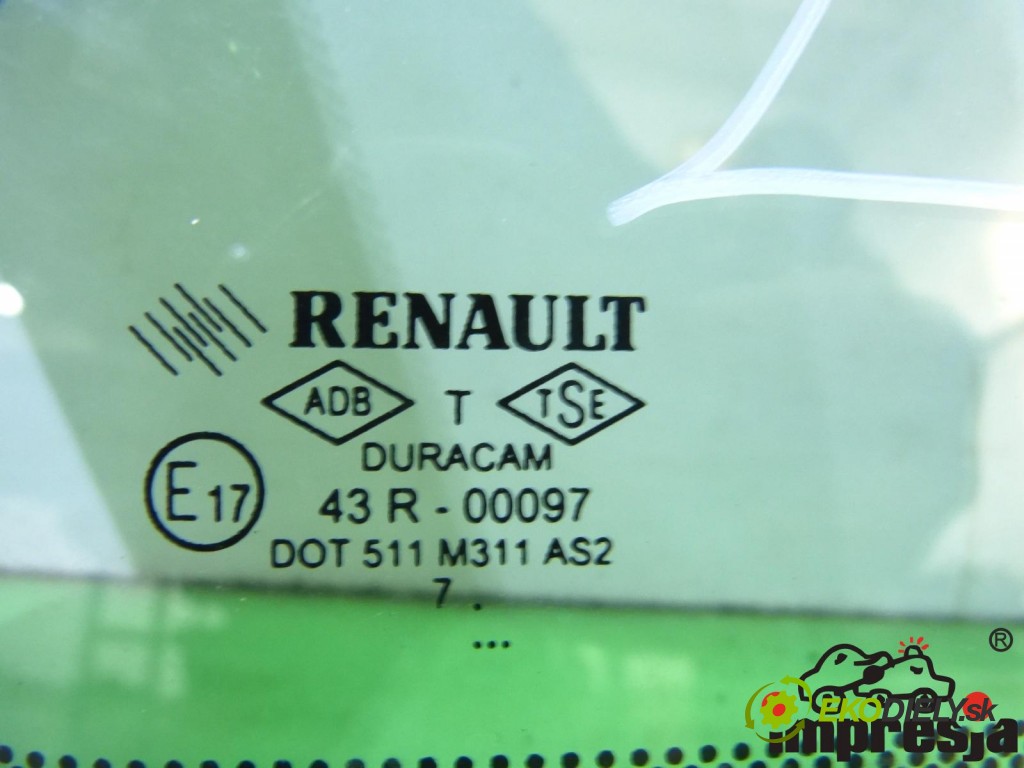 RENAULT
ADB T TSE
DURACAM
E17 43 R - 00097
DOT 511 M311 AS2
7 .
...
®
EKODIELY.sk
impresja